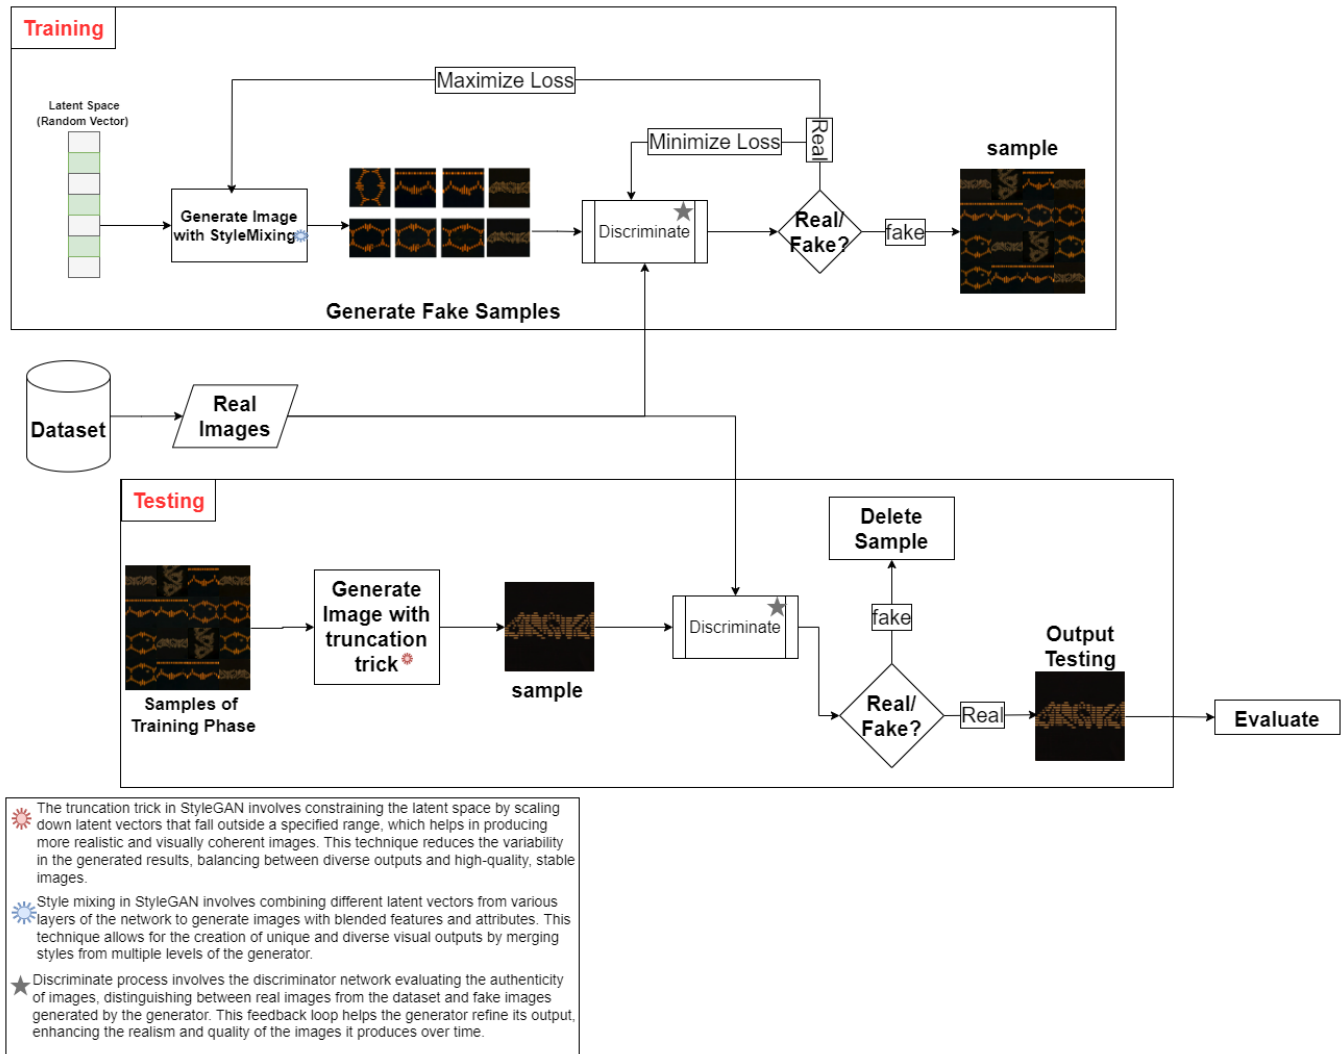 Training
Maximize Loss
Latent Space
(Random Vector)
Real
Minimize Loss
sample
Generate Image
with StyleMixing
Discriminate
Real/
Fake?
fake
Generate Fake Samples
Dataset
Real
Images
Testing
Delete
Sample
Generate
Image with
truncation
trick
fake
Discriminate
Output
Testing
sample
Samples of
Training Phase
Real/
Fake?
Real
Evaluate
The truncation trick in StyleGAN involves constraining the latent space by scaling
down latent vectors that fall outside a specified range, which helps in producing
more realistic and visually coherent images. This technique reduces the variability
in the generated results, balancing between diverse outputs and high-quality, stable
images.
Style mixing in StyleGAN involves combining different latent vectors from various
layers of the network to generate images with blended features and attributes. This
technique allows for the creation of unique and diverse visual outputs by merging
styles from multiple levels of the generator.
Discriminate process involves the discriminator network evaluating the authenticity
of images, distinguishing between real images from the dataset and fake images
generated by the generator. This feedback loop helps the generator refine its output,
enhancing the realism and quality of the images it produces over time.